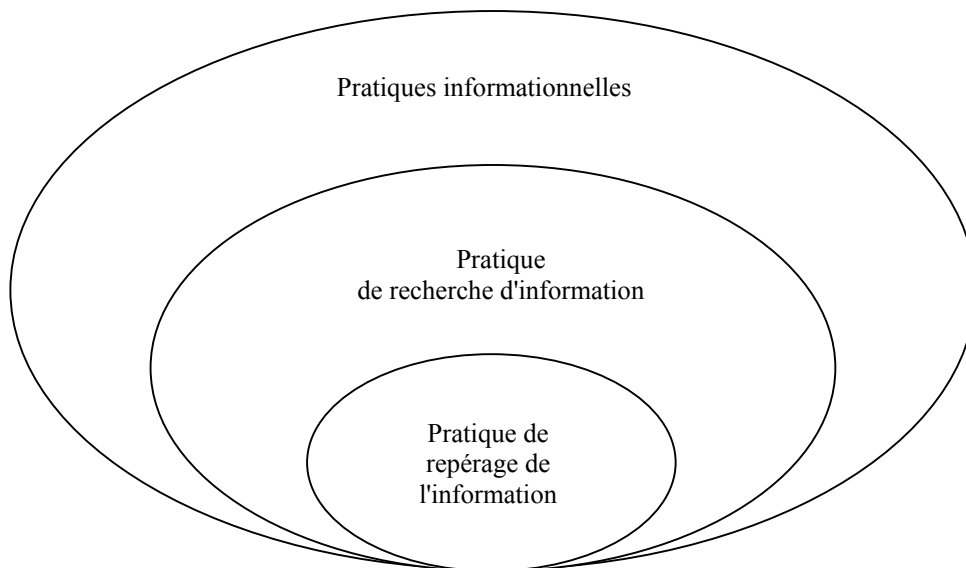 Pratiques informationnelles
Pratique
de recherche d'information
Pratique de
repérage de
l'information